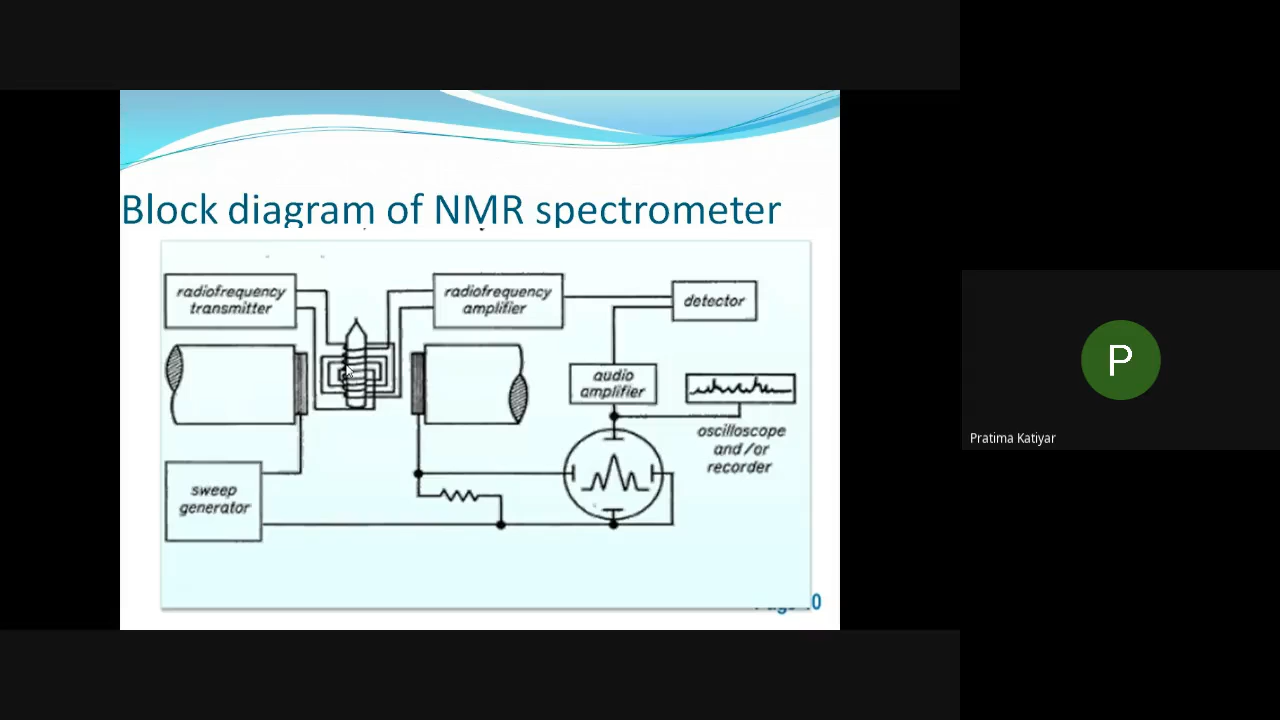 Block diagram of NMR spectrometer
radiofrequency
transmitter
radiofrequency
amplifier
detector
audio
amplifier
oscilloscope
and/or
recorder
sweep
generator
P
Pratima Katiyar